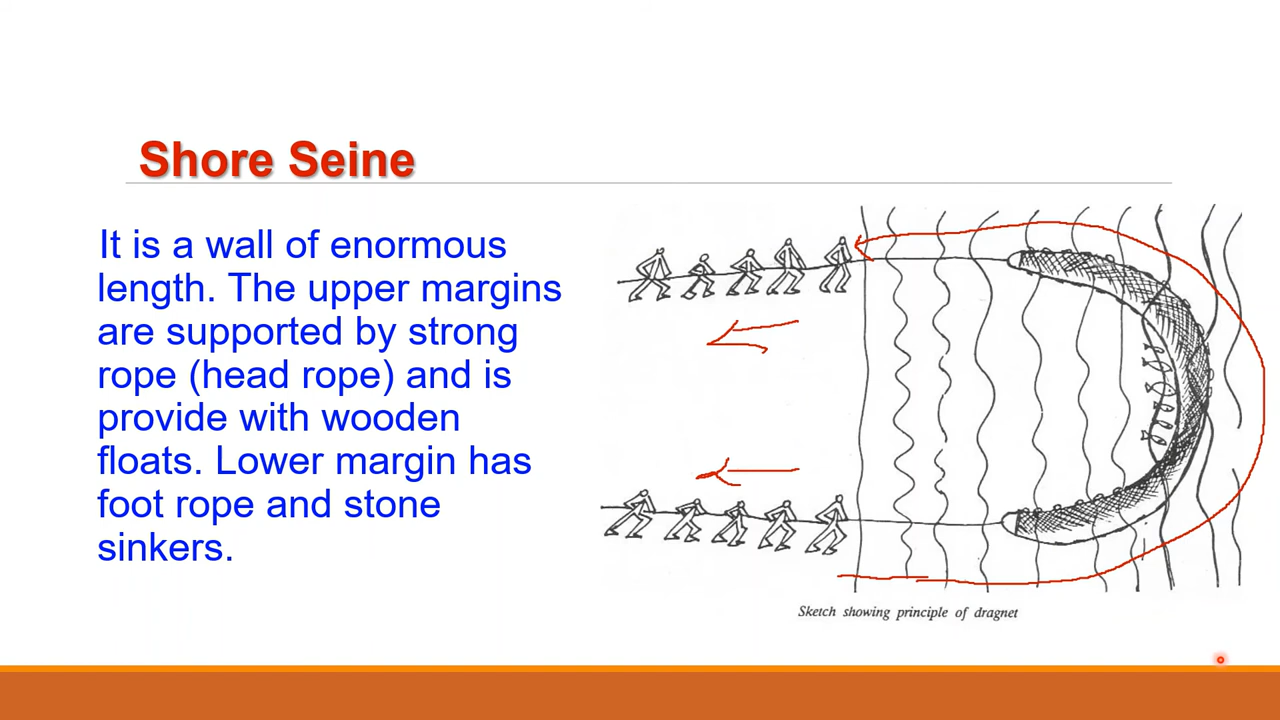 Shore Seine
It is a wall of enormous
length. The upper margins
are supported by strong
rope (head rope) and is
provide with wooden
floats. Lower margin has
foot rope and stone
sinkers.
Sketch showing principle of dragnet